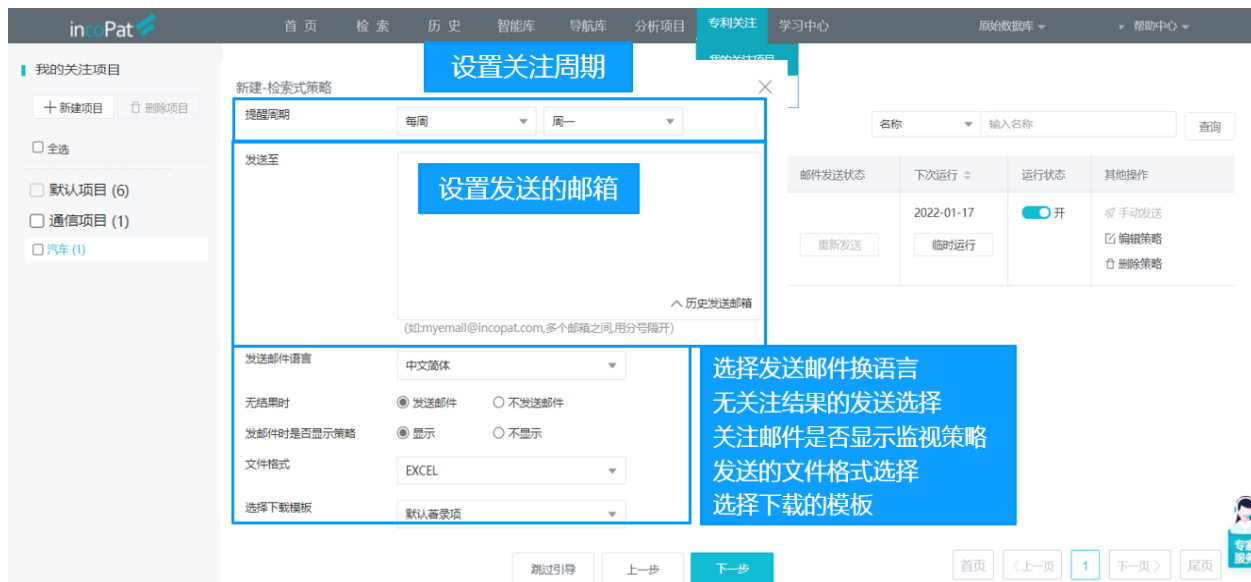 incoPat
首页
检索
历史
智能库
导航库
分析项目
专利关注
学习中心
原始数据库
帮助中心
我的关注项目
我的关注项目
新建项目
删除项目
全选
默认项目 (6)
通信项目 (1)
汽车 (1)
设置关注周期
新建-检索式策略
提醒周期
每周
周一
发送至
设置发送的邮箱
历史发送邮箱
(如:myemail@incopat.com,多个邮箱之间,用分号隔开)
发送邮件语言
中文简体
无结果时
发送邮件
不发送邮件
发邮件时是否显示策略
显示
不显示
文件格式
EXCEL
选择下载模板
默认著录项
选择发送邮件换语言
无关注结果的发送选择
关注邮件是否显示监视策略
发送的文件格式选择
选择下载的模板
跳过引导
上一步
下一步
名称
输入名称
查询
邮件发送状态
下次运行
运行状态
其他操作
重新发送
2022-01-17
临时运行
开
手动发送
编辑策略
删除策略
首页
上一页
1
下一页
尾页
专家
服务